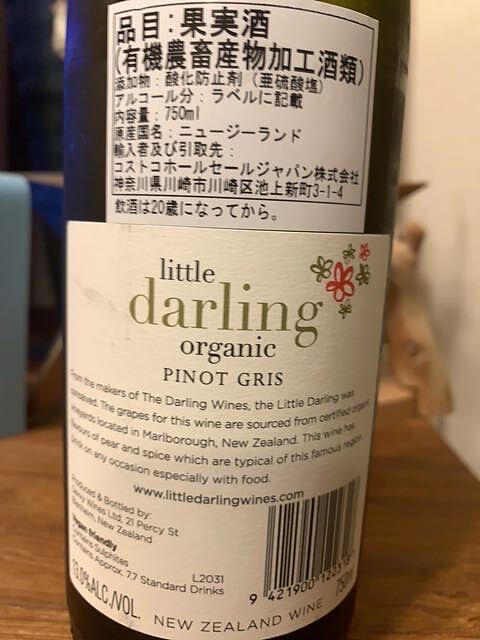 品目:果実酒
(有機農畜産物加工酒類)
添加物:酸化防止剤(亜硫酸塩)
アルコール分:ラベルに記載
内容量:750ml
原産国名:ニュージーランド
輸入者及び引取先:
コストコホールセールジャパン株式会社
神奈川県川崎市川崎区池上新町3-1-4
飲酒は20歳になってから。
little
darling
organic
PINOT GRIS
From the makers of The Darling Wines, the Little Darling was
conceived. The grapes for this wine are sourced from certified organic
vineyards located in Marlborough, New Zealand. This wine has
flavours of pear and spice which are typical of this famous region.
Drink on any occasion especially with food.
www.littledarlingwines.com
Produced & Bottled by:
Wines Ltd, 21 Percy St
Blenheim, New Zealand
Vegan friendly
Contains Sulphites
Contains Approx. 7.7 Standard Drinks
L2031
13.0%ALC./VOL.
NEW ZEALAND WINE
750ml
9 421900